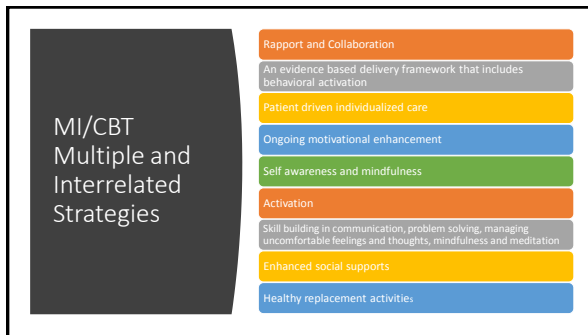 MI/CBT
Multiple and
Interrelated
Strategies
Rapport and Collaboration
An evidence based delivery framework that includes
behavioral activation
Patient driven individualized care
Ongoing motivational enhancement
Self awareness and mindfulness
Activation
Skill building in communication, problem solving, managing
uncomfortable feelings and thoughts, mindfulness and meditation
Enhanced social supports
Healthy replacement activities